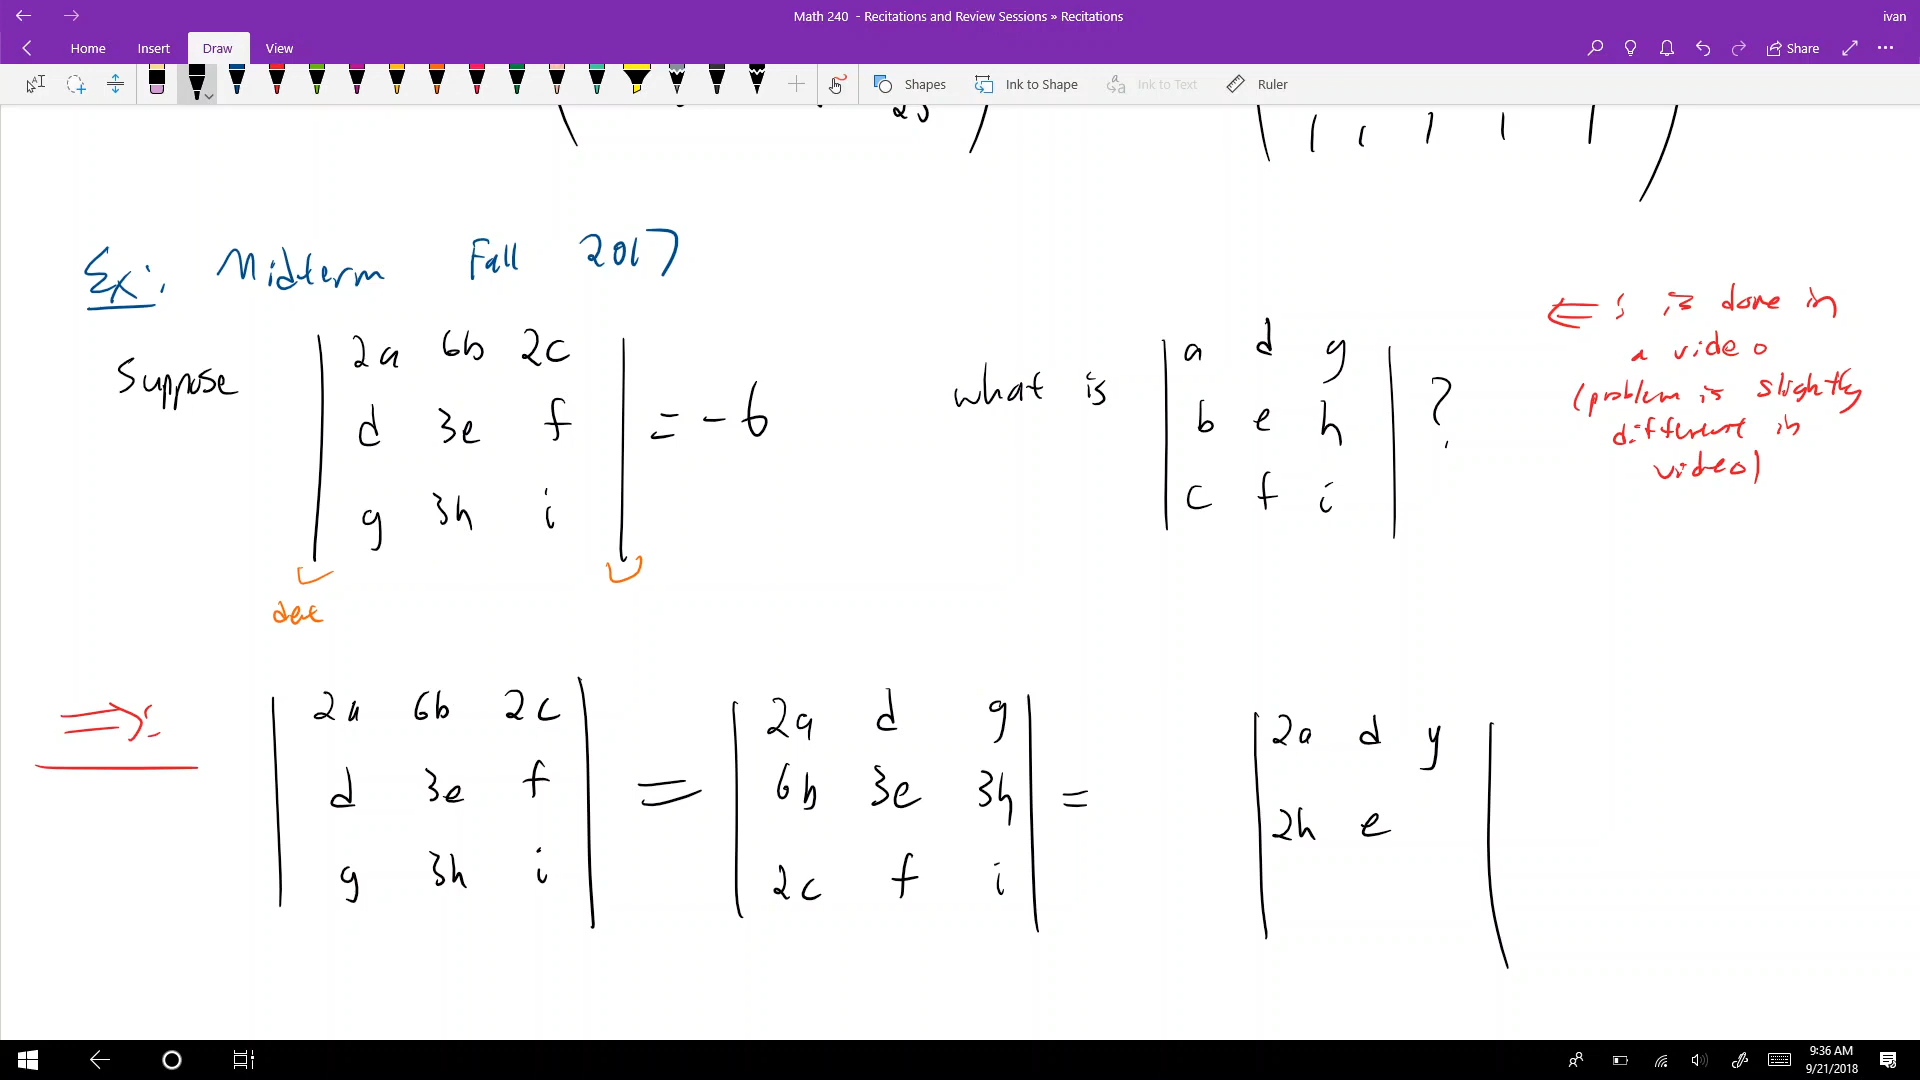 Math 240 - Recitations and Review Sessions » Recitations
ivan
Home Insert Draw View
Share
Shapes Ink to Shape Ink to Text Ruler
Ex: Midterm Fall 2017
Suppose
2a 6b 2c
d 3e f
g 3h i
= -6
what is
a d g
b e h
c f i
?
⇐ : is done in
a video
(problem is slightly
different in
video)
det
⇒:
2a 6b 2c
d 3e f
g 3h i
=
2a d g
6b 3e 3h
2c f i
=
2a d g
2h e
9:36 AM
9/21/2018